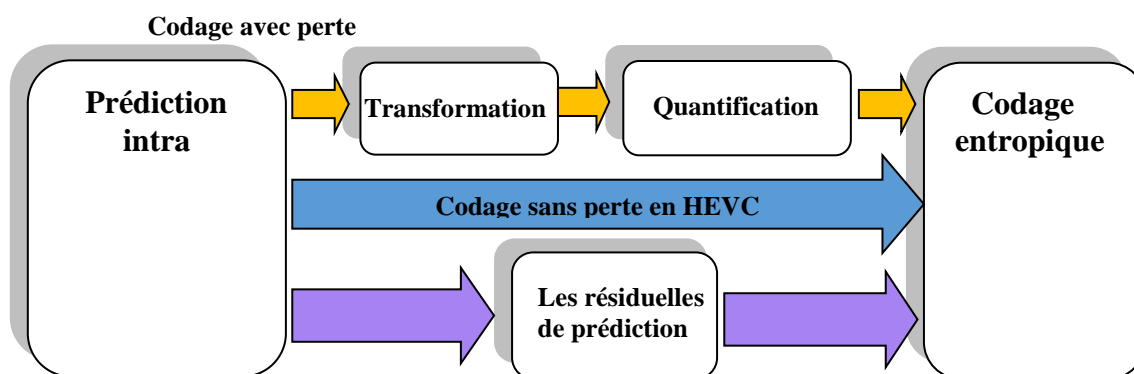 Codage avec perte
Prédiction
intra
Transformation
Quantification
Codage
entropique
Codage sans perte en HEVC
Les résiduelles
de prédiction